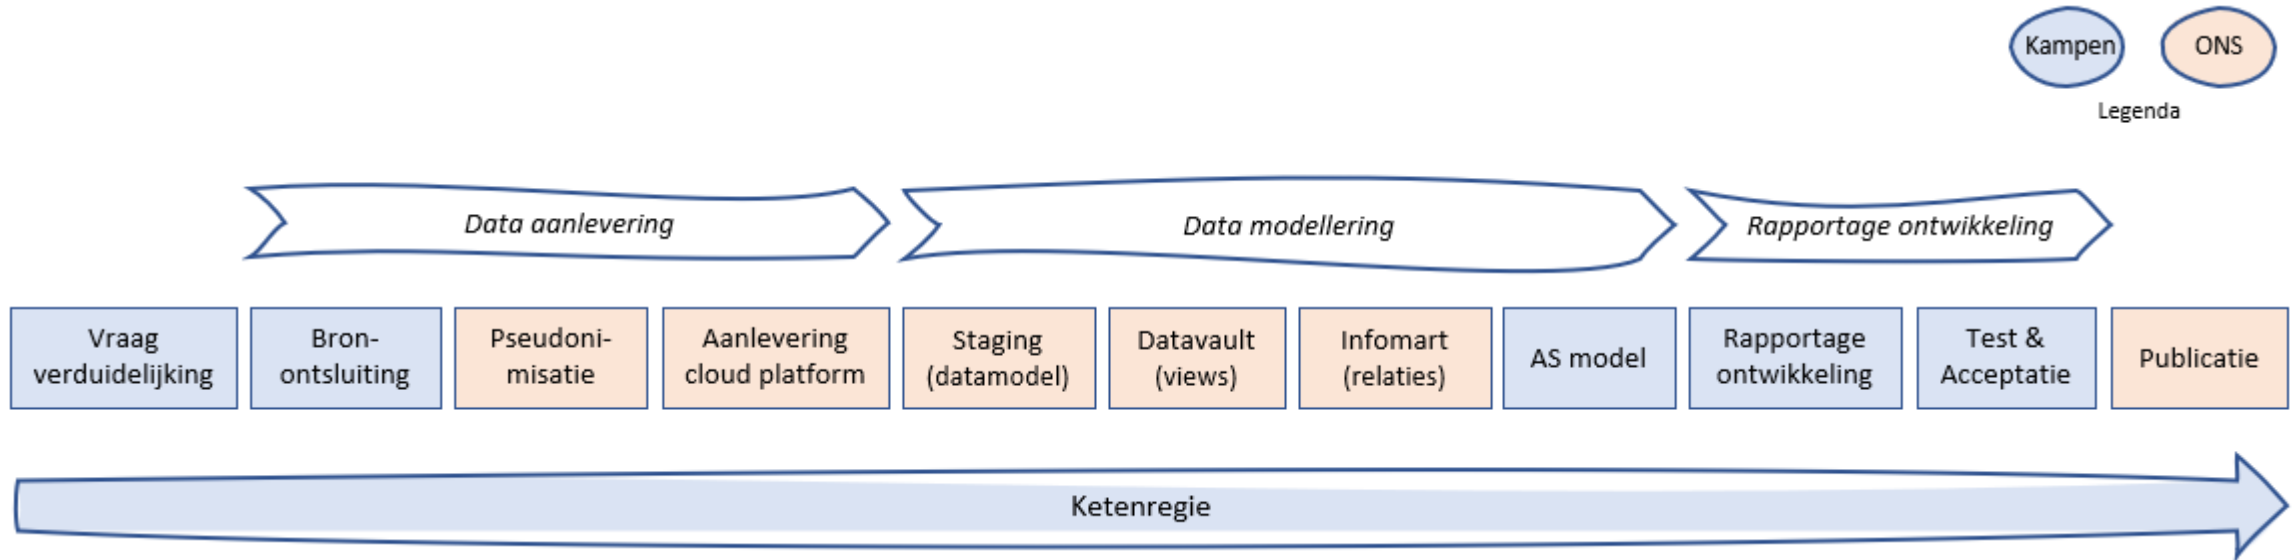 Kampen
ONS
Legenda
Data aanlevering
Data modellering
Rapportage ontwikkeling
Vraag
verduidelijking
Bron-
ontsluiting
Pseudoni-
misatie
Aanlevering
cloud platform
Staging
(datamodel)
Datavault
(views)
Infomart
(relaties)
AS model
Rapportage
ontwikkeling
Test &
Acceptatie
Publicatie
Ketenregie